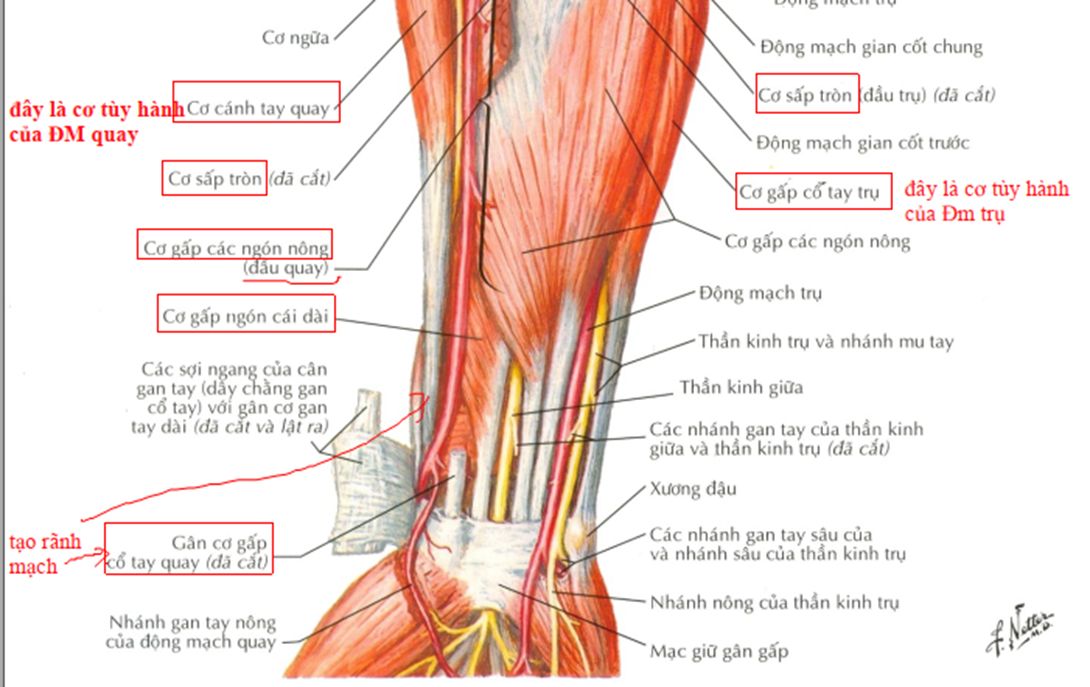 Cơ ngữa
đây là cơ tùy hành
của ĐM quay
Cơ cánh tay quay
Cơ sấp tròn (đã cắt)
Cơ gấp các ngón nông
(đầu quay)
Cơ gấp ngón cái dài
Các sợi ngang của cân
gan tay (dây chằng gan
cổ tay) với gân cơ gan
tay dài (đã cắt và lật ra)
tạo rãnh
mạch
Gân cơ gấp
cổ tay quay (đã cắt)
Nhánh gan tay nông
của động mạch quay
Động mạch trụ
Động mạch gian cốt chung
Cơ sấp tròn (đầu trụ) (đã cắt)
Động mạch gian cốt trước
Cơ gấp cổ tay trụ
đây là cơ tùy hành
của Đm trụ
Cơ gấp các ngón nông
Động mạch trụ
Thần kinh trụ và nhánh mu tay
Thần kinh giữa
Các nhánh gan tay của thần kinh
giữa và thần kinh trụ (đã cắt)
Xương đậu
Các nhánh gan tay sâu của
và nhánh sâu của thần kinh trụ
Nhánh nông của thần kinh trụ
Mạc giữ gân gấp
F. Netter
M.D.